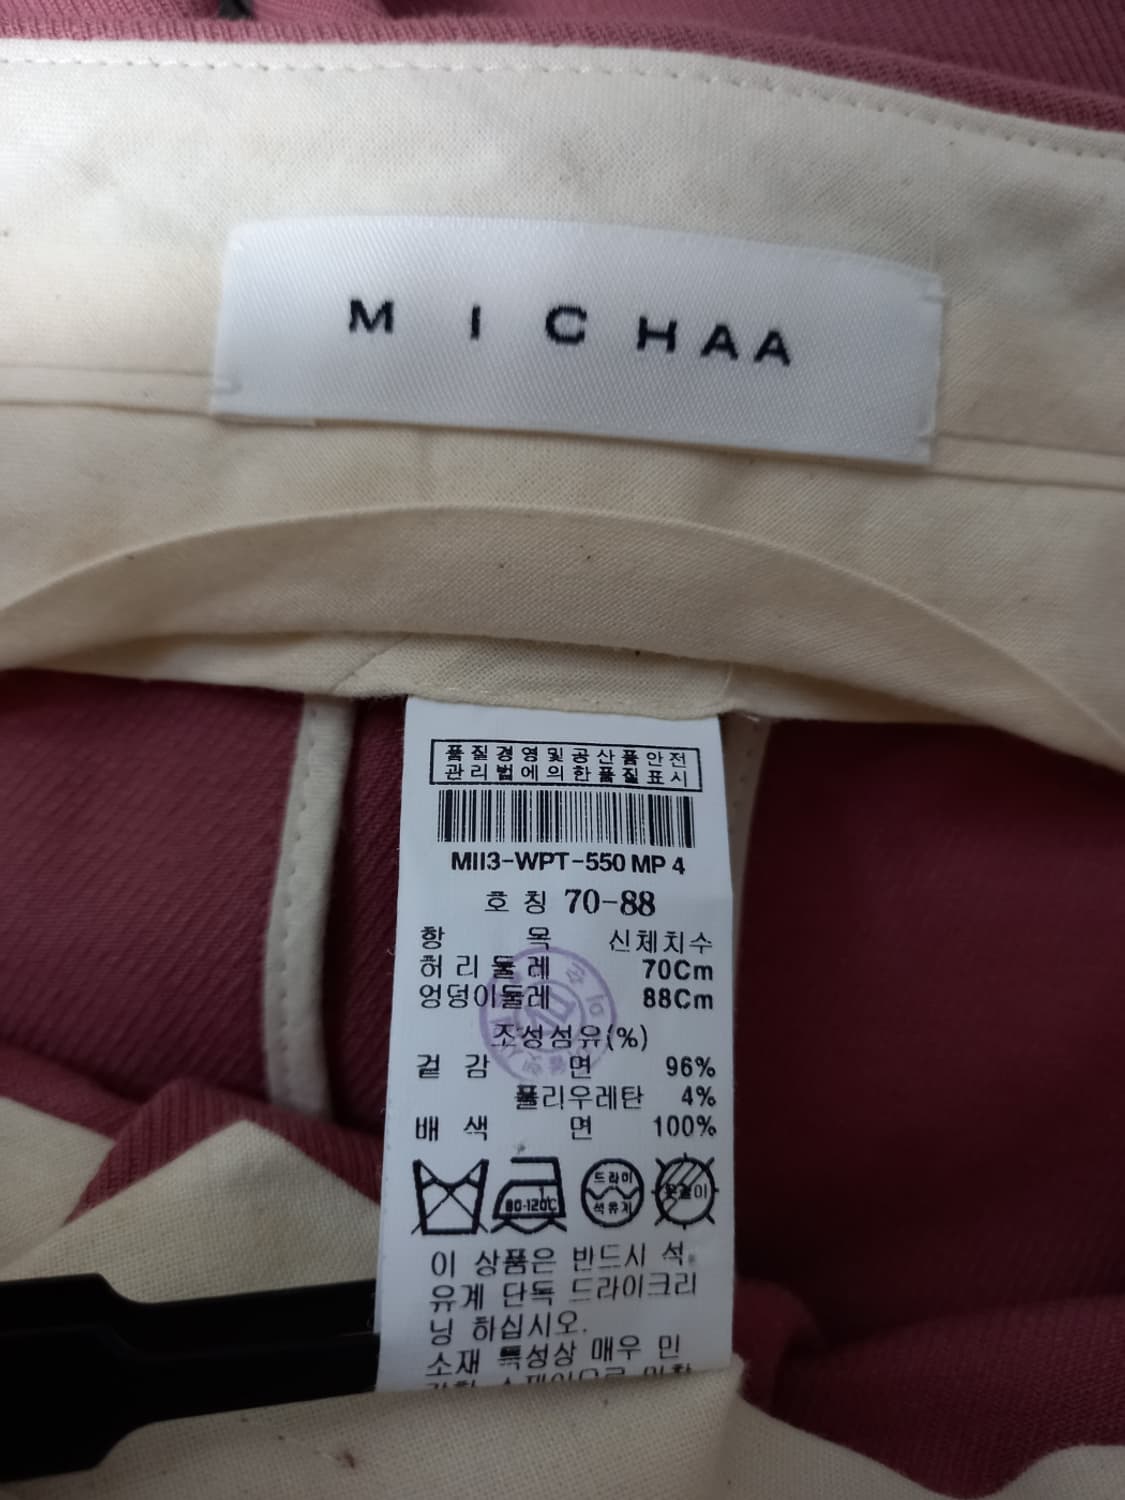 MICHAA
품질경영및공산품안전
관리법에의한품질표시
MII3-WPT-550 MP 4
호칭 70-88
항목 신체치수
허리둘레 70Cm
엉덩이둘레 88Cm
조성섬유(%)
겉감 면 96%
폴리우레탄 4%
배색 면 100%
80-120℃
드라이
석유계
옷걸이
이 상품은 반드시 석
유계 단독 드라이크리
닝 하십시오.
소재 특성상 매우 민